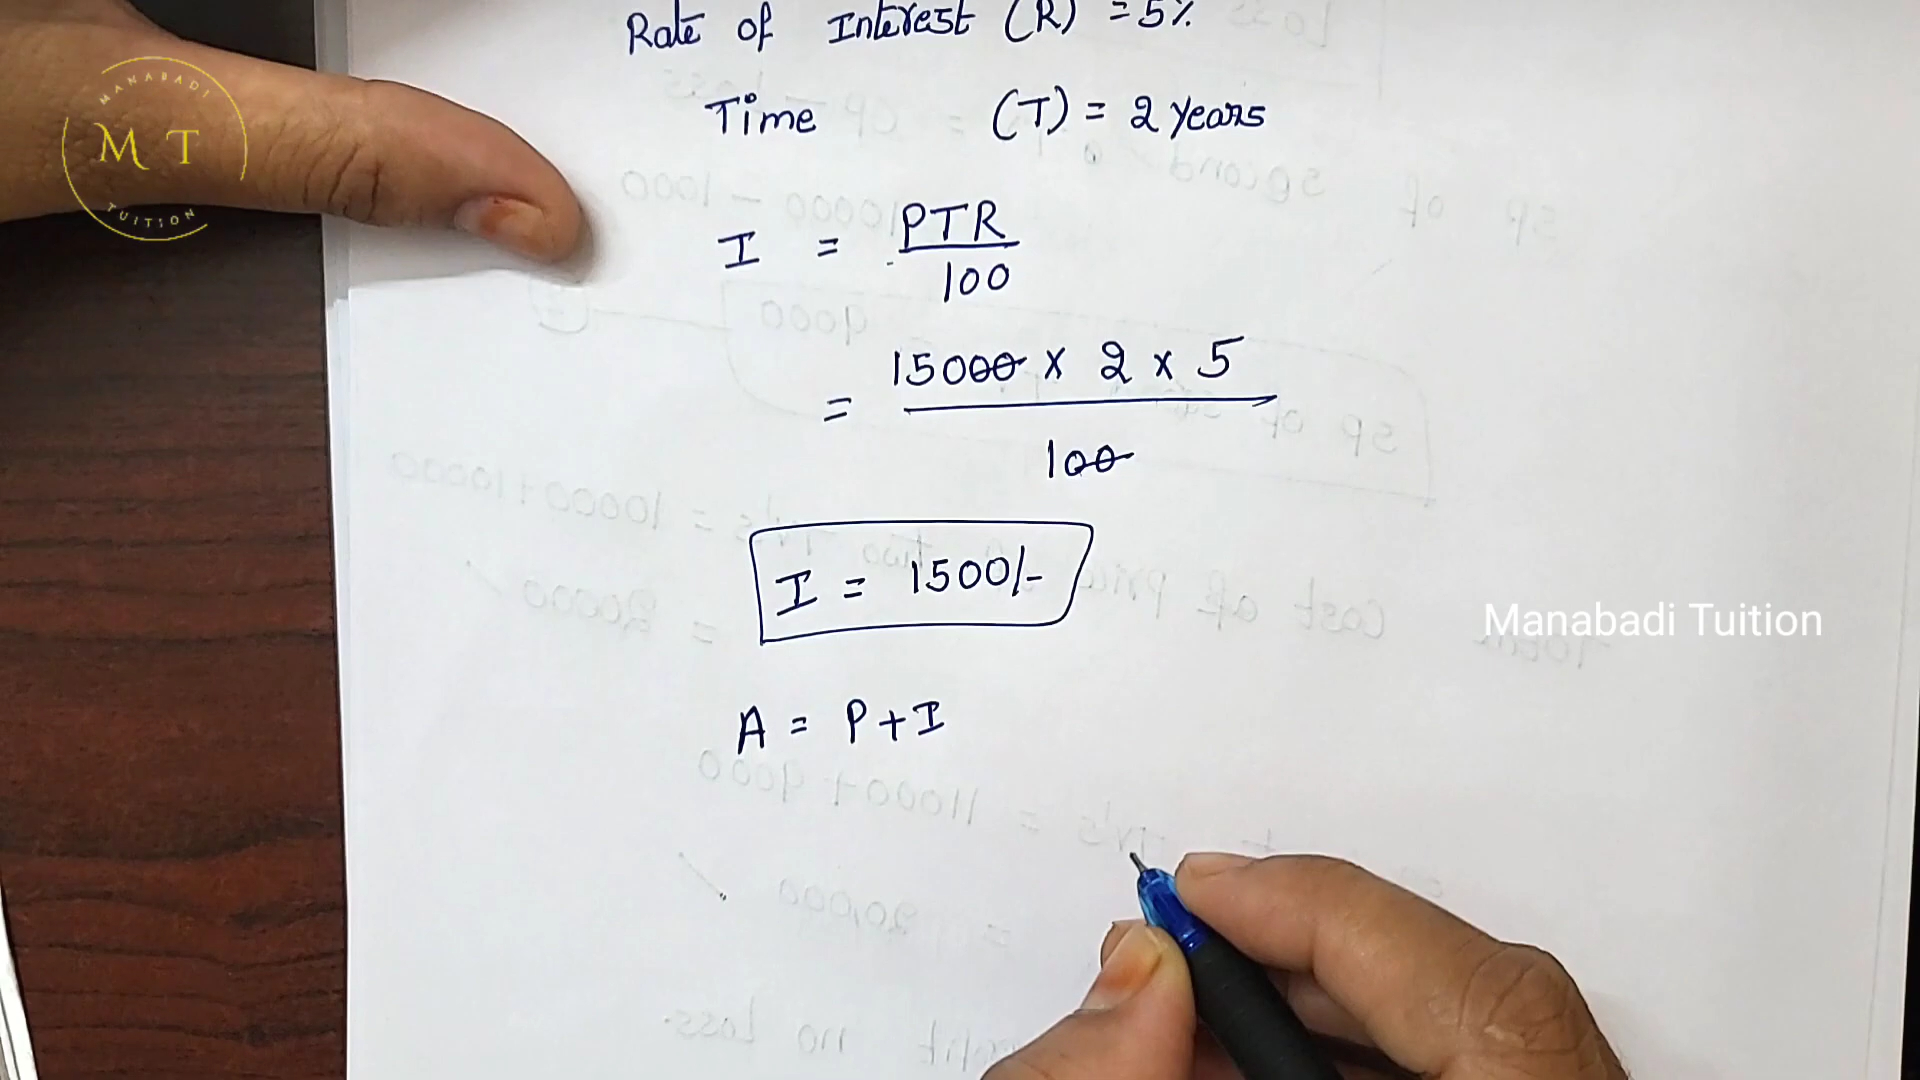 Rate of Interest (R) = 5%
Time (T) = 2 years
MANABADI
M T
TUITION
I = PTR
100
= 15000 x 2 x 5
100
I = 1500/-
Manabadi Tuition
A = P+I